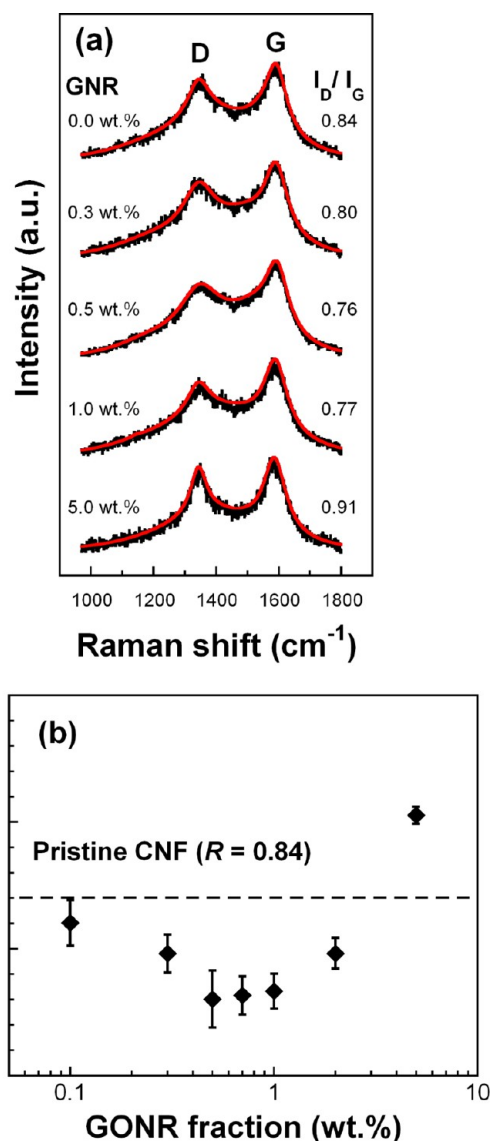 (a)
D G
GNR I_D / I_G
0.0 wt.% 0.84
0.3 wt.% 0.80
0.5 wt.% 0.76
1.0 wt.% 0.77
5.0 wt.% 0.91
Intensity (a.u.)
1000 1200 1400 1600 1800
Raman shift (cm⁻¹)
(b)
Pristine CNF (R = 0.84)
0.1 1 10
GONR fraction (wt.%)